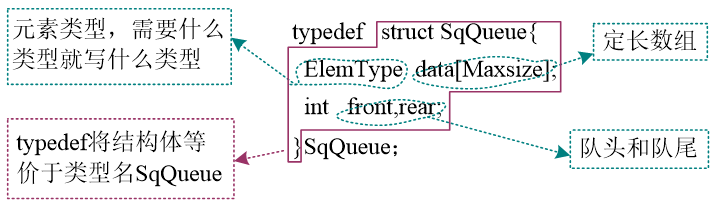 元素类型，需要什么
类型就写什么类型
typedef struct SqQueue{
ElemType data[Maxsize];
int front,rear;
}SqQueue；
定长数组
队头和队尾
typedef将结构体等
价于类型名SqQueue